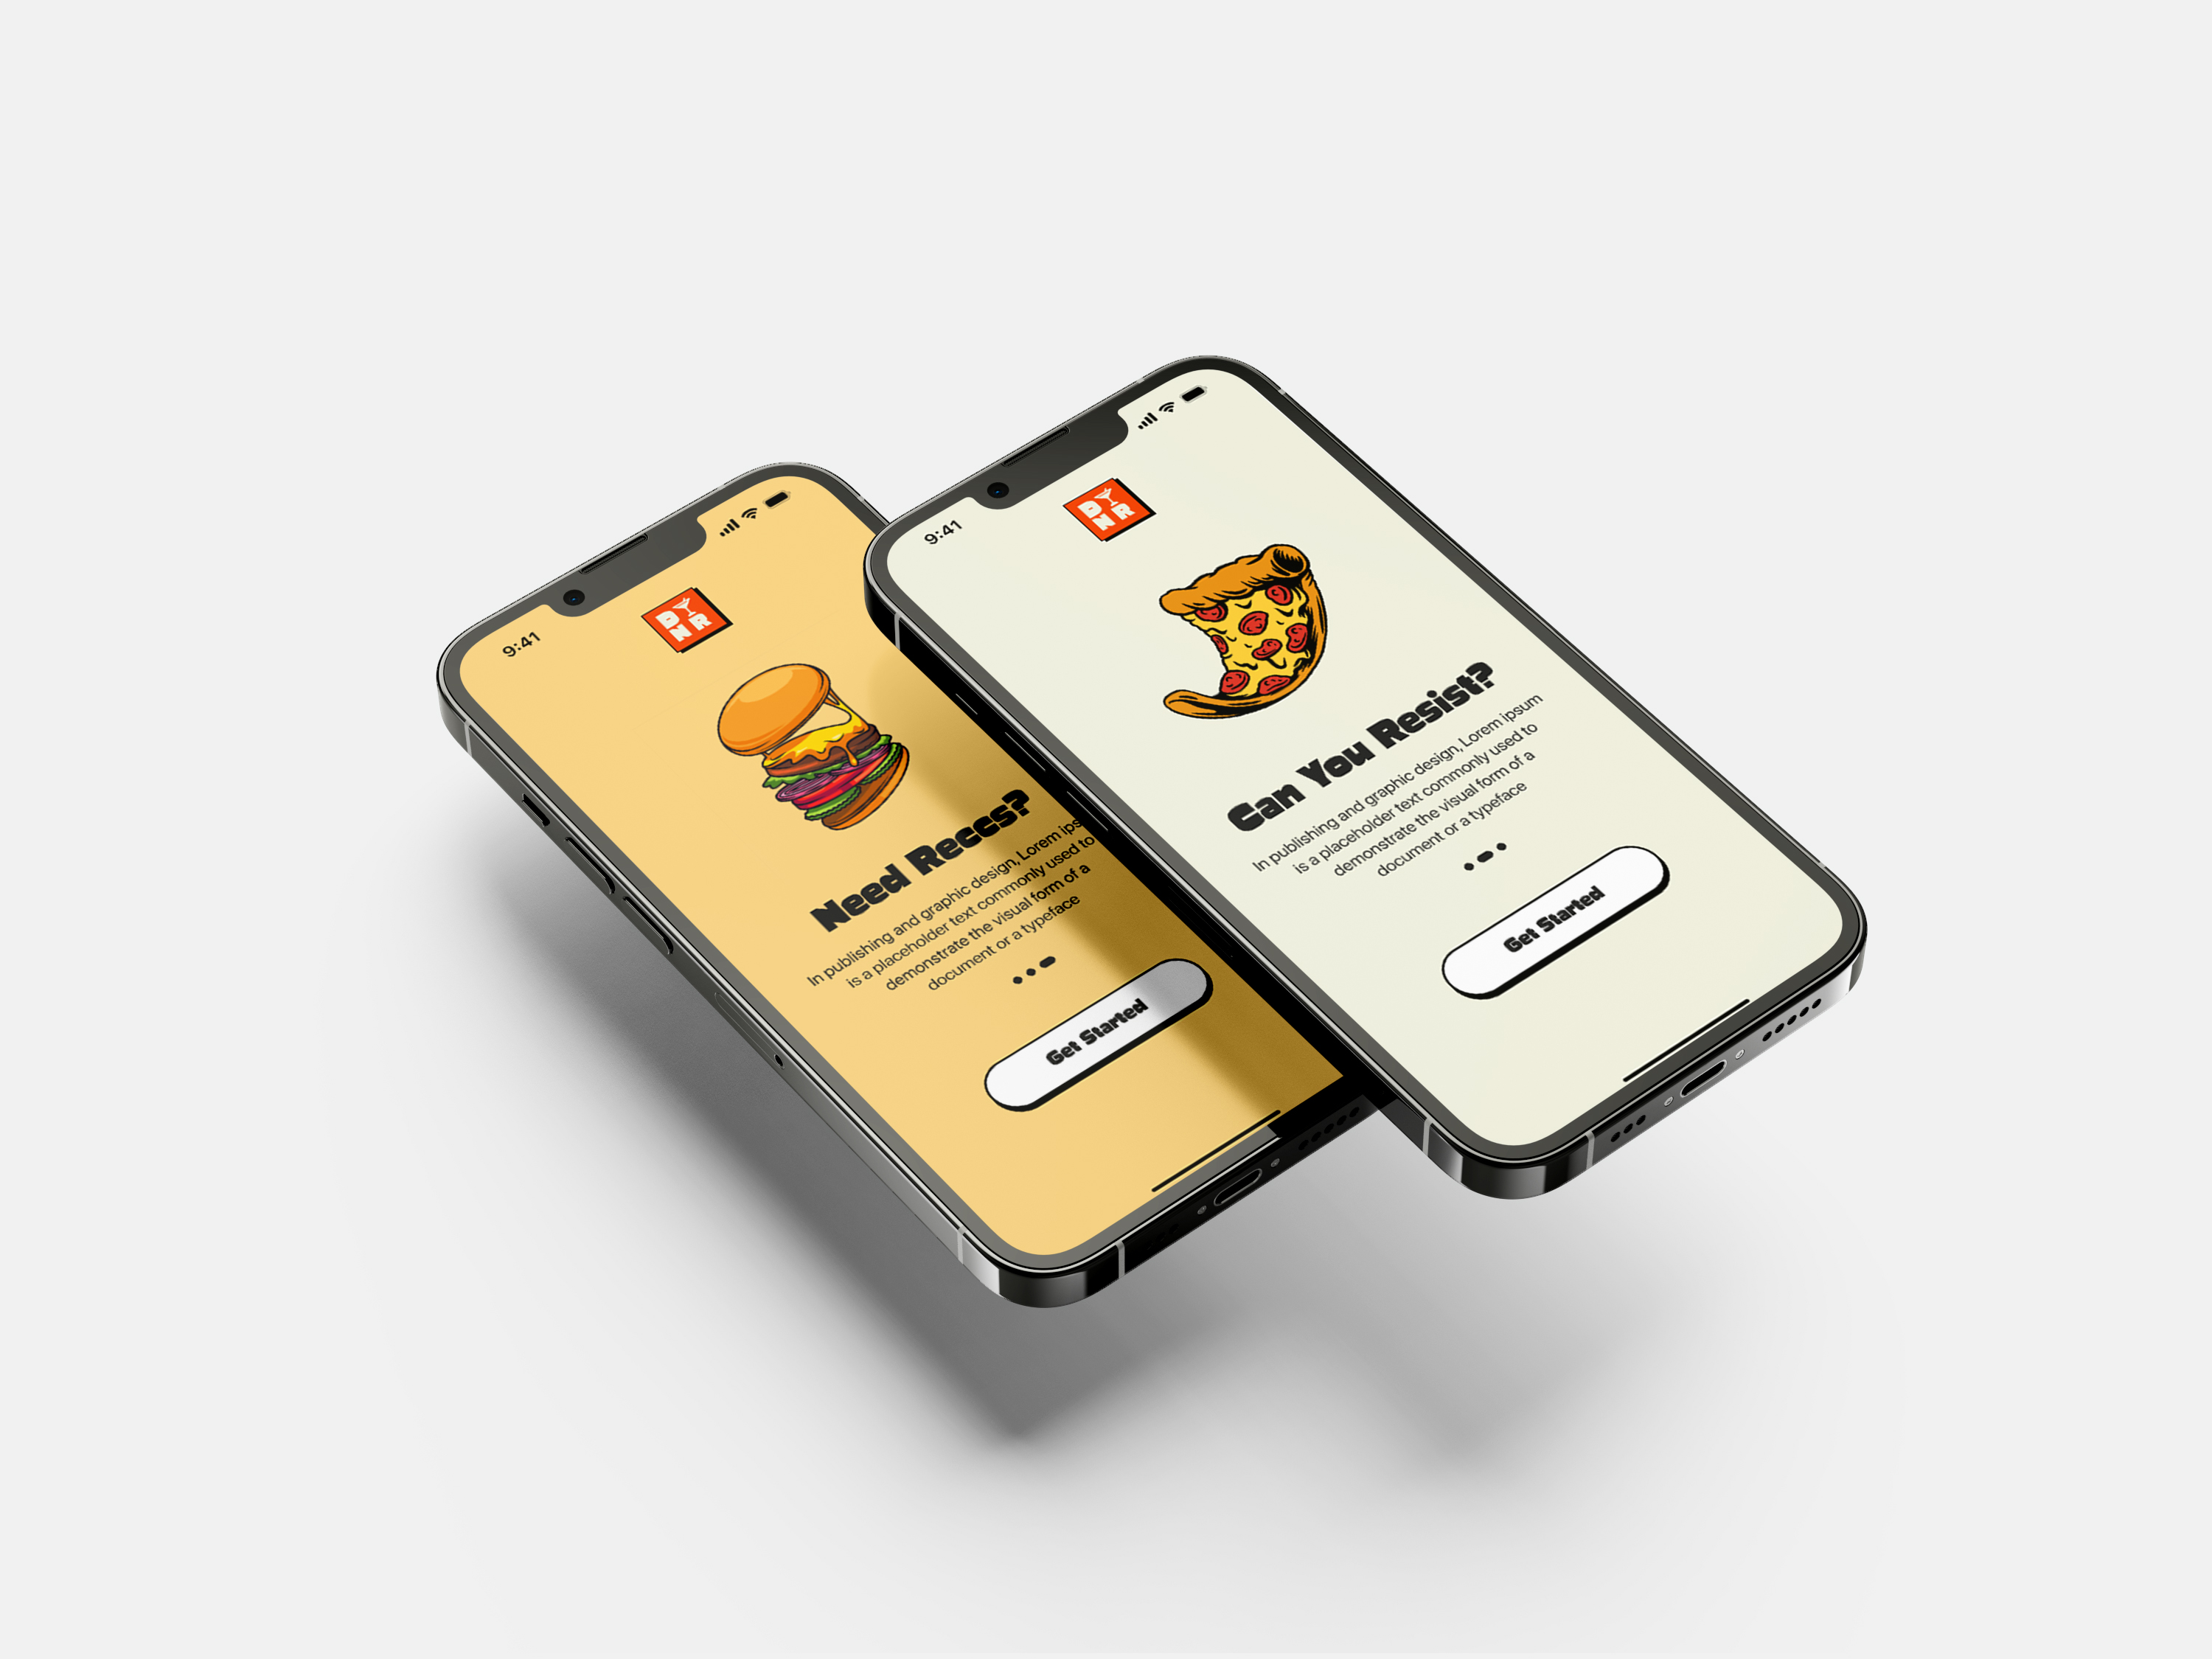 9:41
D
NR
Need Reccs?
In publishing and graphic design, Lorem ips
is a placeholder text commonly used to
demonstrate the visual form of a
document or a typeface
Get Started
9:41
D
NR
Can You Resist?
In publishing and graphic design, Lorem ipsum
is a placeholder text commonly used to
demonstrate the visual form of a
document or a typeface
Get Started